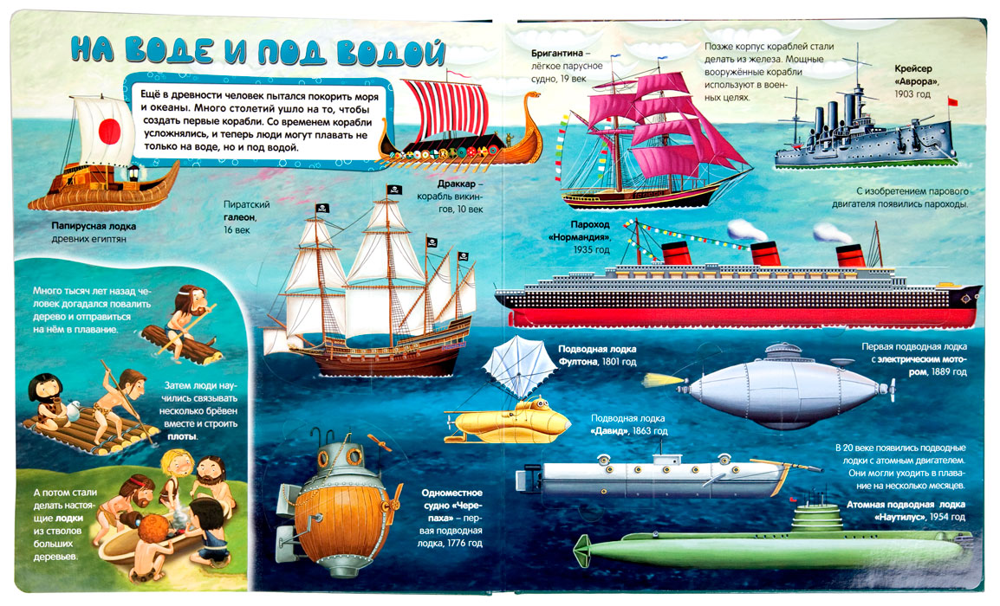 НА ВОДЕ И ПОД ВОДОЙ
Ещё в древности человек пытался покорить моря
и океаны. Много столетий ушло на то, чтобы
создать первые корабли. Со временем корабли
усложнялись, и теперь люди могут плавать не
только на воде, но и под водой.
Папирусная лодка
древних египтян
Драккар –
корабль викин-
гов, 10 век
Пиратский
галеон,
16 век
Много тысяч лет назад че-
ловек догадался повалить
дерево и отправиться
на нём в плавание.
Затем люди нау-
чились связывать
несколько брёвен
вместе и строить
плоты.
А потом стали
делать настоя-
щие лодки
из стволов
больших
деревьев.
Одноместное
судно «Чере-
паха» – пер-
вая подводная
лодка, 1776 год
Бригантина –
лёгкое парусное
судно, 19 век
Позже корпус кораблей стали
делать из железа. Мощные
вооружённые корабли
используют в воен-
ных целях.
Крейсер
«Аврора»,
1903 год
С изобретением парового
двигателя появились пароходы.
Пароход
«Нормандия»,
1935 год
Подводная лодка
Фултона, 1801 год
Первая подводная лодка
с электрическим мото-
ром, 1889 год
Подводная лодка
«Давид», 1863 год
В 20 веке появились подводные
лодки с атомным двигателем.
Они могли уходить в плава-
ние на несколько месяцев.
Атомная подводная лодка
«Наутилус», 1954 год